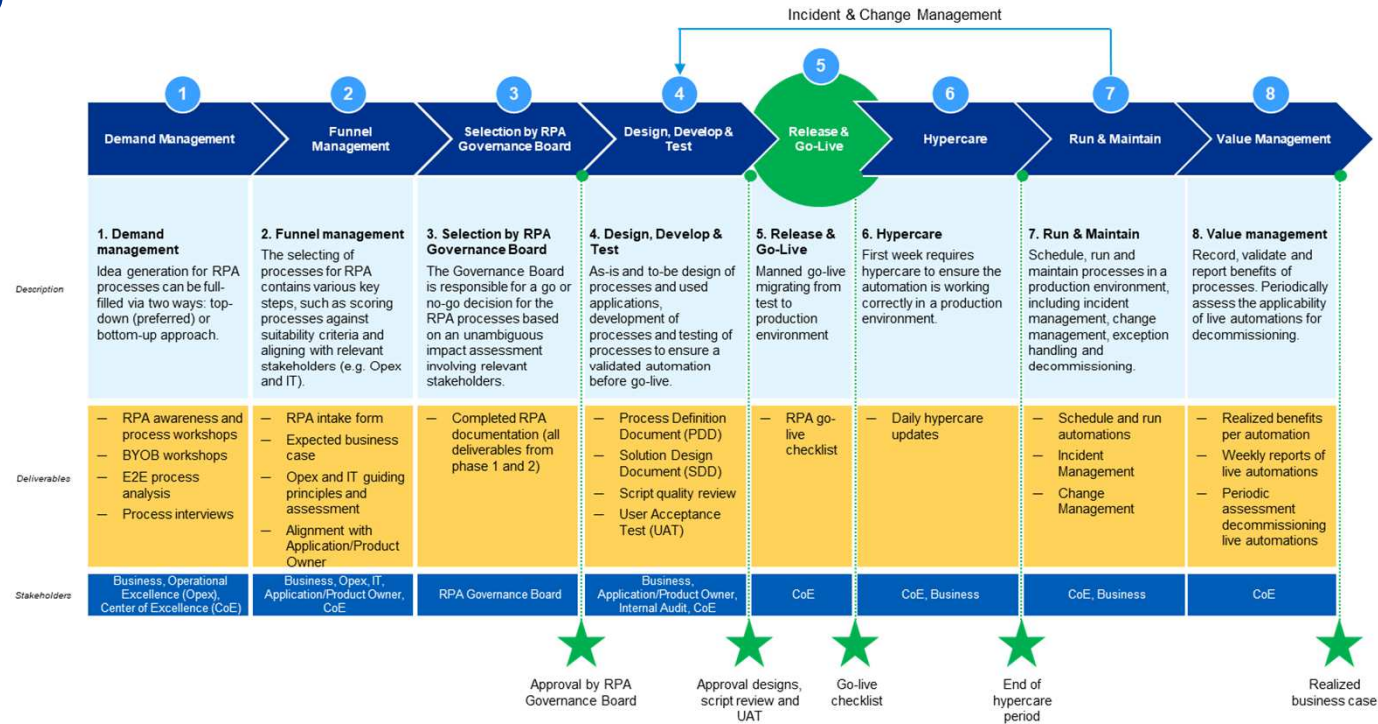 Incident & Change Management
1
2
3
4
5
6
7
8
Demand Management
Funnel
Management
Selection by RPA
Governance Board
Design, Develop &
Test
Release &
Go-Live
Hypercare
Run & Maintain
Value Management
Description
1. Demand
management
Idea generation for RPA
processes can be full-
filled via two ways: top-
down (preferred) or
bottom-up approach.
2. Funnel management
The selecting of
processes for RPA
contains various key
steps, such as scoring
processes against
suitability criteria and
aligning with relevant
stakeholders (e.g. Opex
and IT).
3. Selection by RPA
Governance Board
The Governance Board
is responsible for a go or
no-go decision for the
RPA processes based
on an unambiguous
impact assessment
involving relevant
stakeholders.
4. Design, Develop &
Test
As-is and to-be design of
processes and used
applications,
development of
processes and testing of
processes to ensure a
validated automation
before go-live.
5. Release &
Go-Live
Manned go-live
migrating from
test to
production
environment
6. Hypercare
First week requires
hypercare to ensure the
automation is working
correctly in a production
environment.
7. Run & Maintain
Schedule, run and
maintain processes in a
production environment,
including incident
management, change
management, exception
handling and
decommissioning.
8. Value management
Record, validate and
report benefits of
processes. Periodically
assess the applicability
of live automations for
decommissioning.
Deliverables
— RPA awareness and
process workshops
— BYOB workshops
— E2E process
analysis
— Process interviews
— RPA intake form
— Expected business
case
— Opex and IT guiding
principles and
assessment
— Alignment with
Application/Product
Owner
— Completed RPA
documentation (all
deliverables from
phase 1 and 2)
— Process Definition
Document (PDD)
— Solution Design
Document (SDD)
— Script quality review
— User Acceptance
Test (UAT)
— RPA go-
live
checklist
— Daily hypercare
updates
— Schedule and run
automations
— Incident
Management
— Change
Management
— Realized benefits
per automation
— Weekly reports of
live automations
— Periodic
assessment
decommissioning
live automations
Stakeholders
Business, Operational
Excellence (Opex),
Center of Excellence (CoE)
Business, Opex, IT,
Application/Product Owner,
CoE
RPA Governance Board
Business,
Application/Product Owner,
Internal Audit, CoE
CoE
CoE, Business
CoE, Business
CoE
Approval by RPA
Governance Board
Approval designs,
script review and
UAT
Go-live
checklist
End of
hypercare
period
Realized
business case